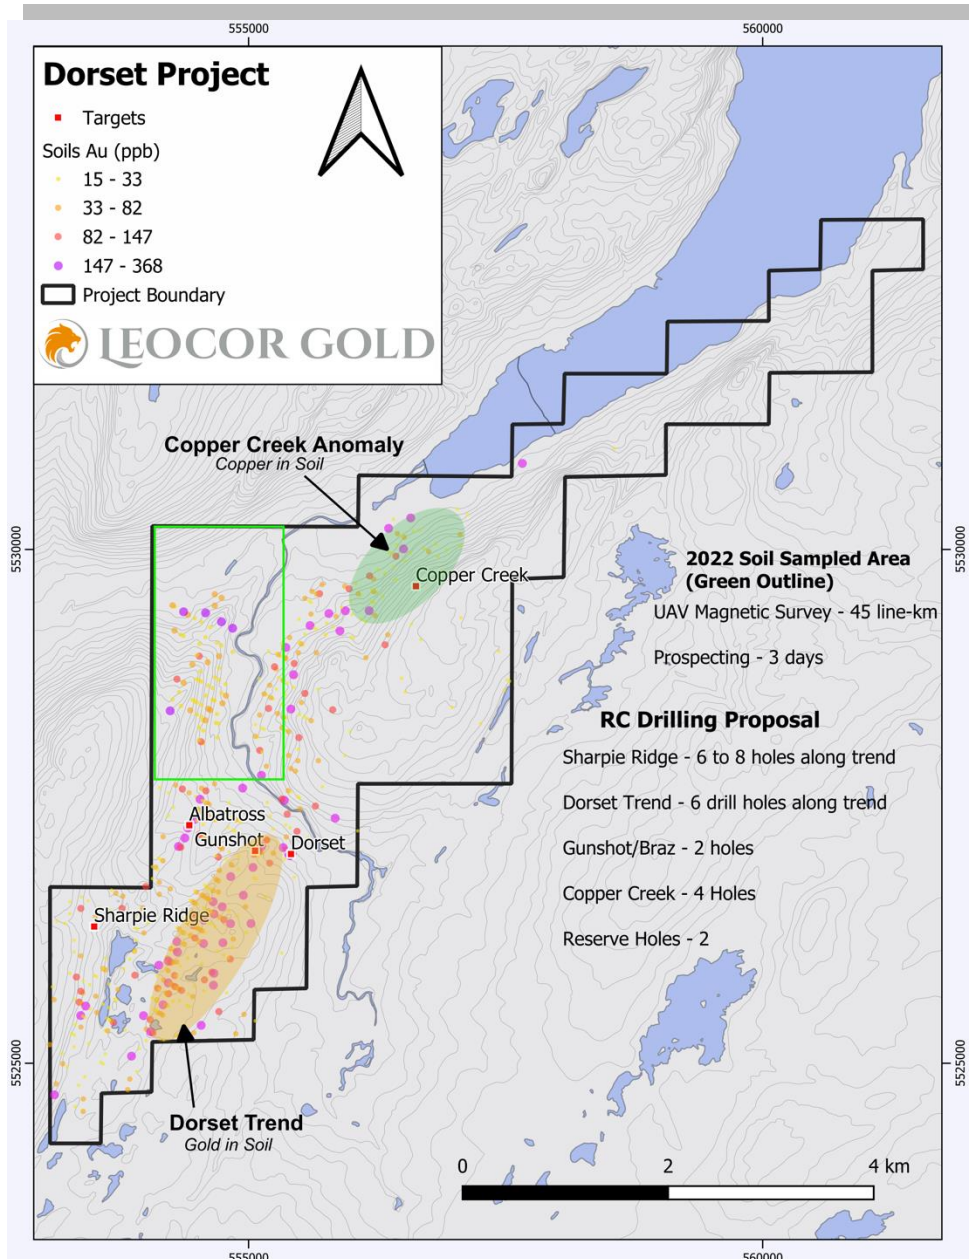 555000
560000
Dorset Project
Targets
Soils Au (ppb)
15 - 33
33 - 82
82 - 147
147 - 368
Project Boundary
LEOCOR GOLD
Copper Creek Anomaly
Copper in Soil
5530000
5530000
Copper Creek
2022 Soil Sampled Area
(Green Outline)
UAV Magnetic Survey - 45 line-km
Prospecting - 3 days
RC Drilling Proposal
Sharpie Ridge - 6 to 8 holes along trend
Dorset Trend - 6 drill holes along trend
Gunshot/Braz - 2 holes
Copper Creek - 4 Holes
Reserve Holes - 2
Albatross
Gunshot
Dorset
Sharpie Ridge
5525000
5525000
Dorset Trend
Gold in Soil
0
2
4 km
555000
560000